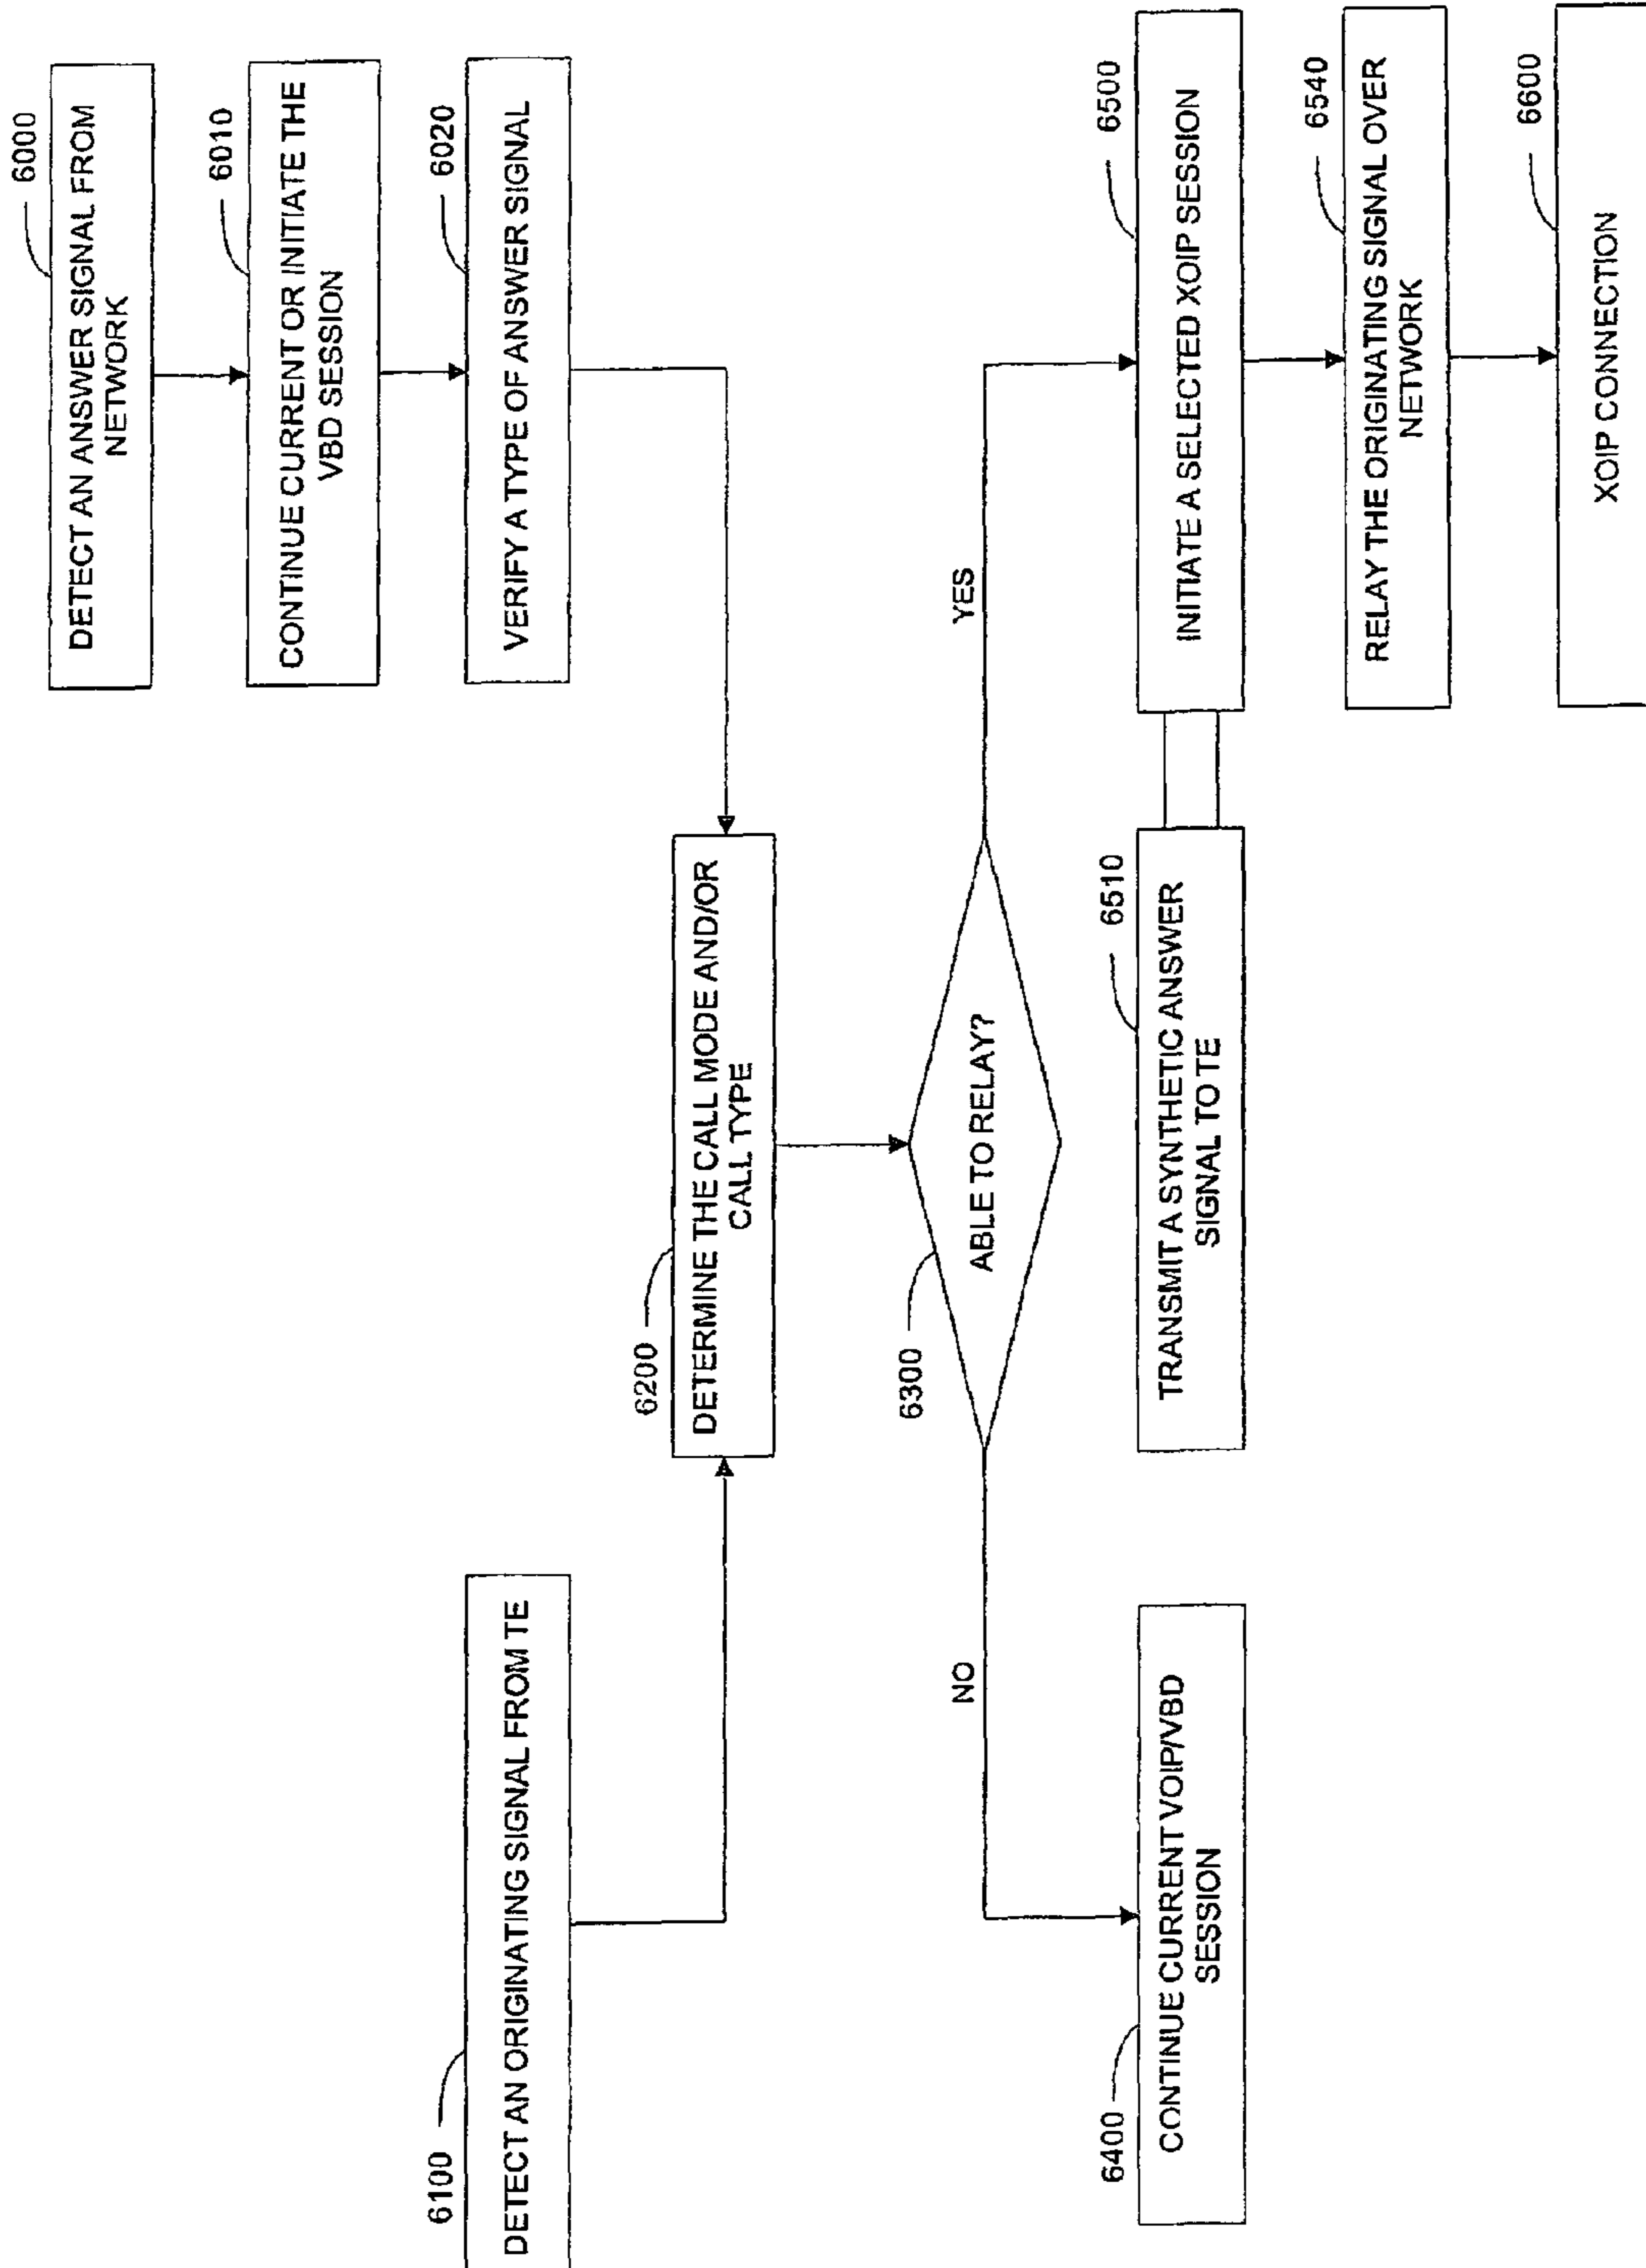 6000
DETECT AN ANSWER SIGNAL FROM
NETWORK
6010
CONTINUE CURRENT OR INITIATE THE
VBD SESSION
6100
DETECT AN ORIGINATING SIGNAL FROM TE
6020
VERIFY A TYPE OF ANSWER SIGNAL
6200
DETERMINE THE CALL MODE AND/OR
CALL TYPE
6300
ABLE TO RELAY?
NO
YES
6400
CONTINUE CURRENT VOIP/VBD
SESSION
6510
TRANSMIT A SYNTHETIC ANSWER
SIGNAL TO TE
6500
INITIATE A SELECTED XOIP SESSION
6540
RELAY THE ORIGINATING SIGNAL OVER
NETWORK
6600
XOIP CONNECTION